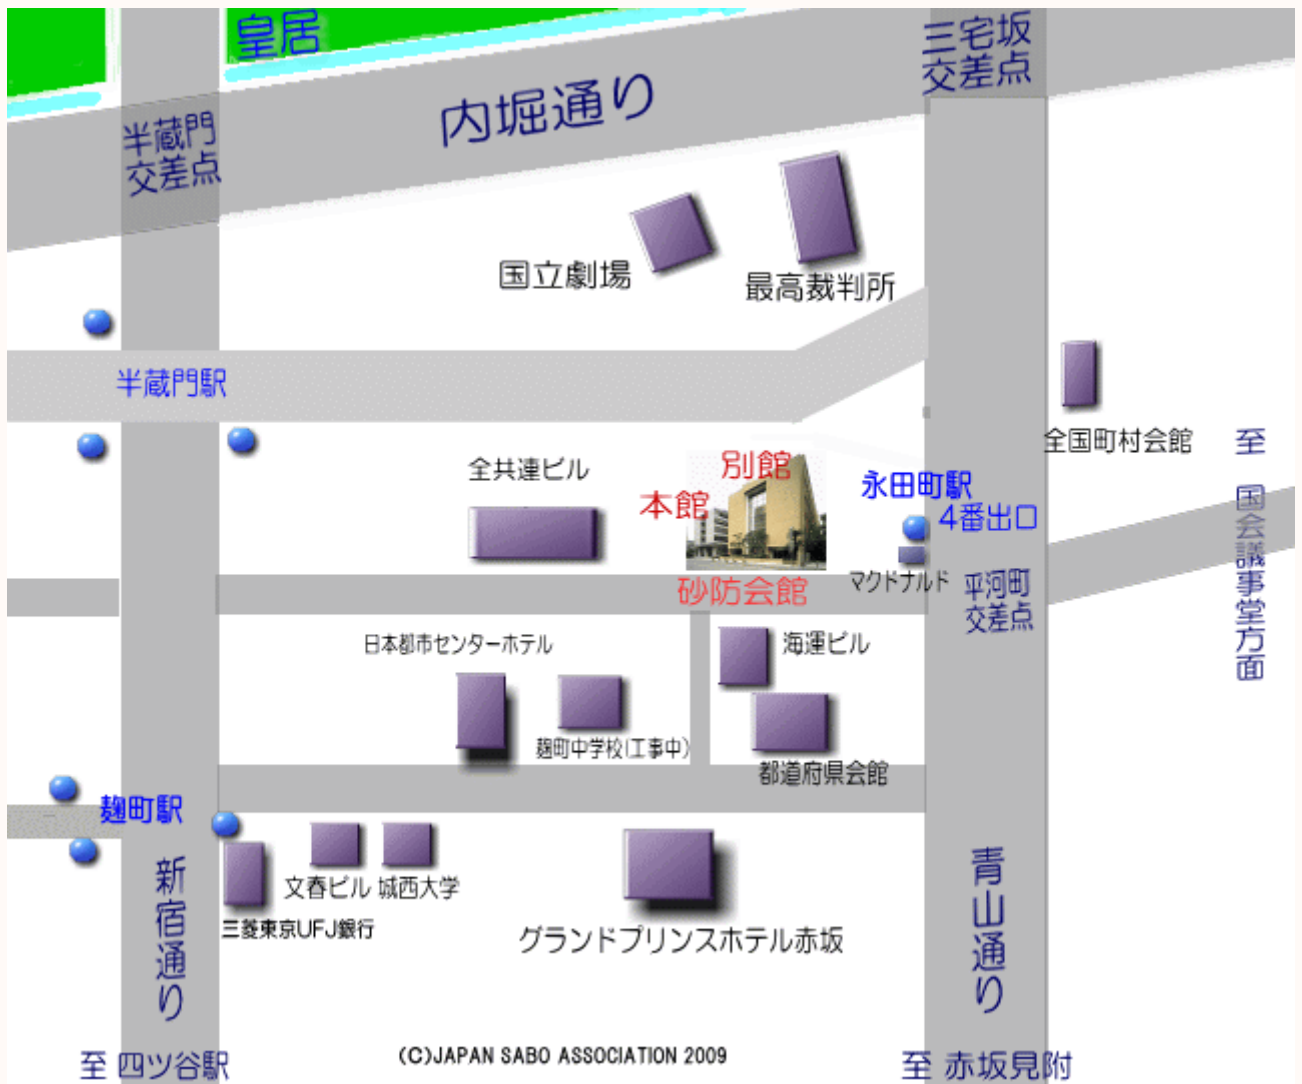 皇居
三宅坂
交差点
内堀通り
半蔵門
交差点
国立劇場
最高裁判所
半蔵門駅
全国町村会館
至 国会議事堂方面
全共連ビル
別館
本館
永田町駅
4番出口
砂防会館
マクドナルド
平河町
交差点
日本都市センターホテル
海運ビル
麹町中学校(工事中)
都道府県会館
麹町駅
新宿通り
文春ビル
城西大学
三菱東京UFJ銀行
グランドプリンスホテル赤坂
青山通り
至 四ツ谷駅
(C)JAPAN SABO ASSOCIATION 2009
至 赤坂見附